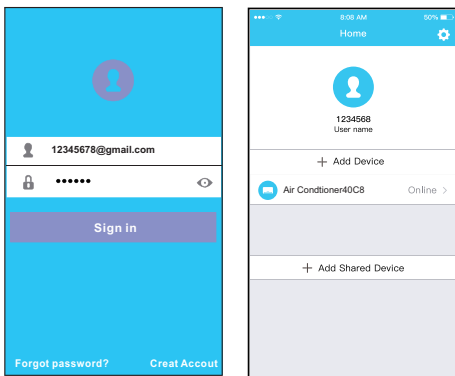 12345678@gmail.com
••••••
Sign in
Forgot password? Creat Accout
8:08 AM 50%
Home
1234568
User name
+ Add Device
Air Condtioner40C8 Online >
+ Add Shared Device